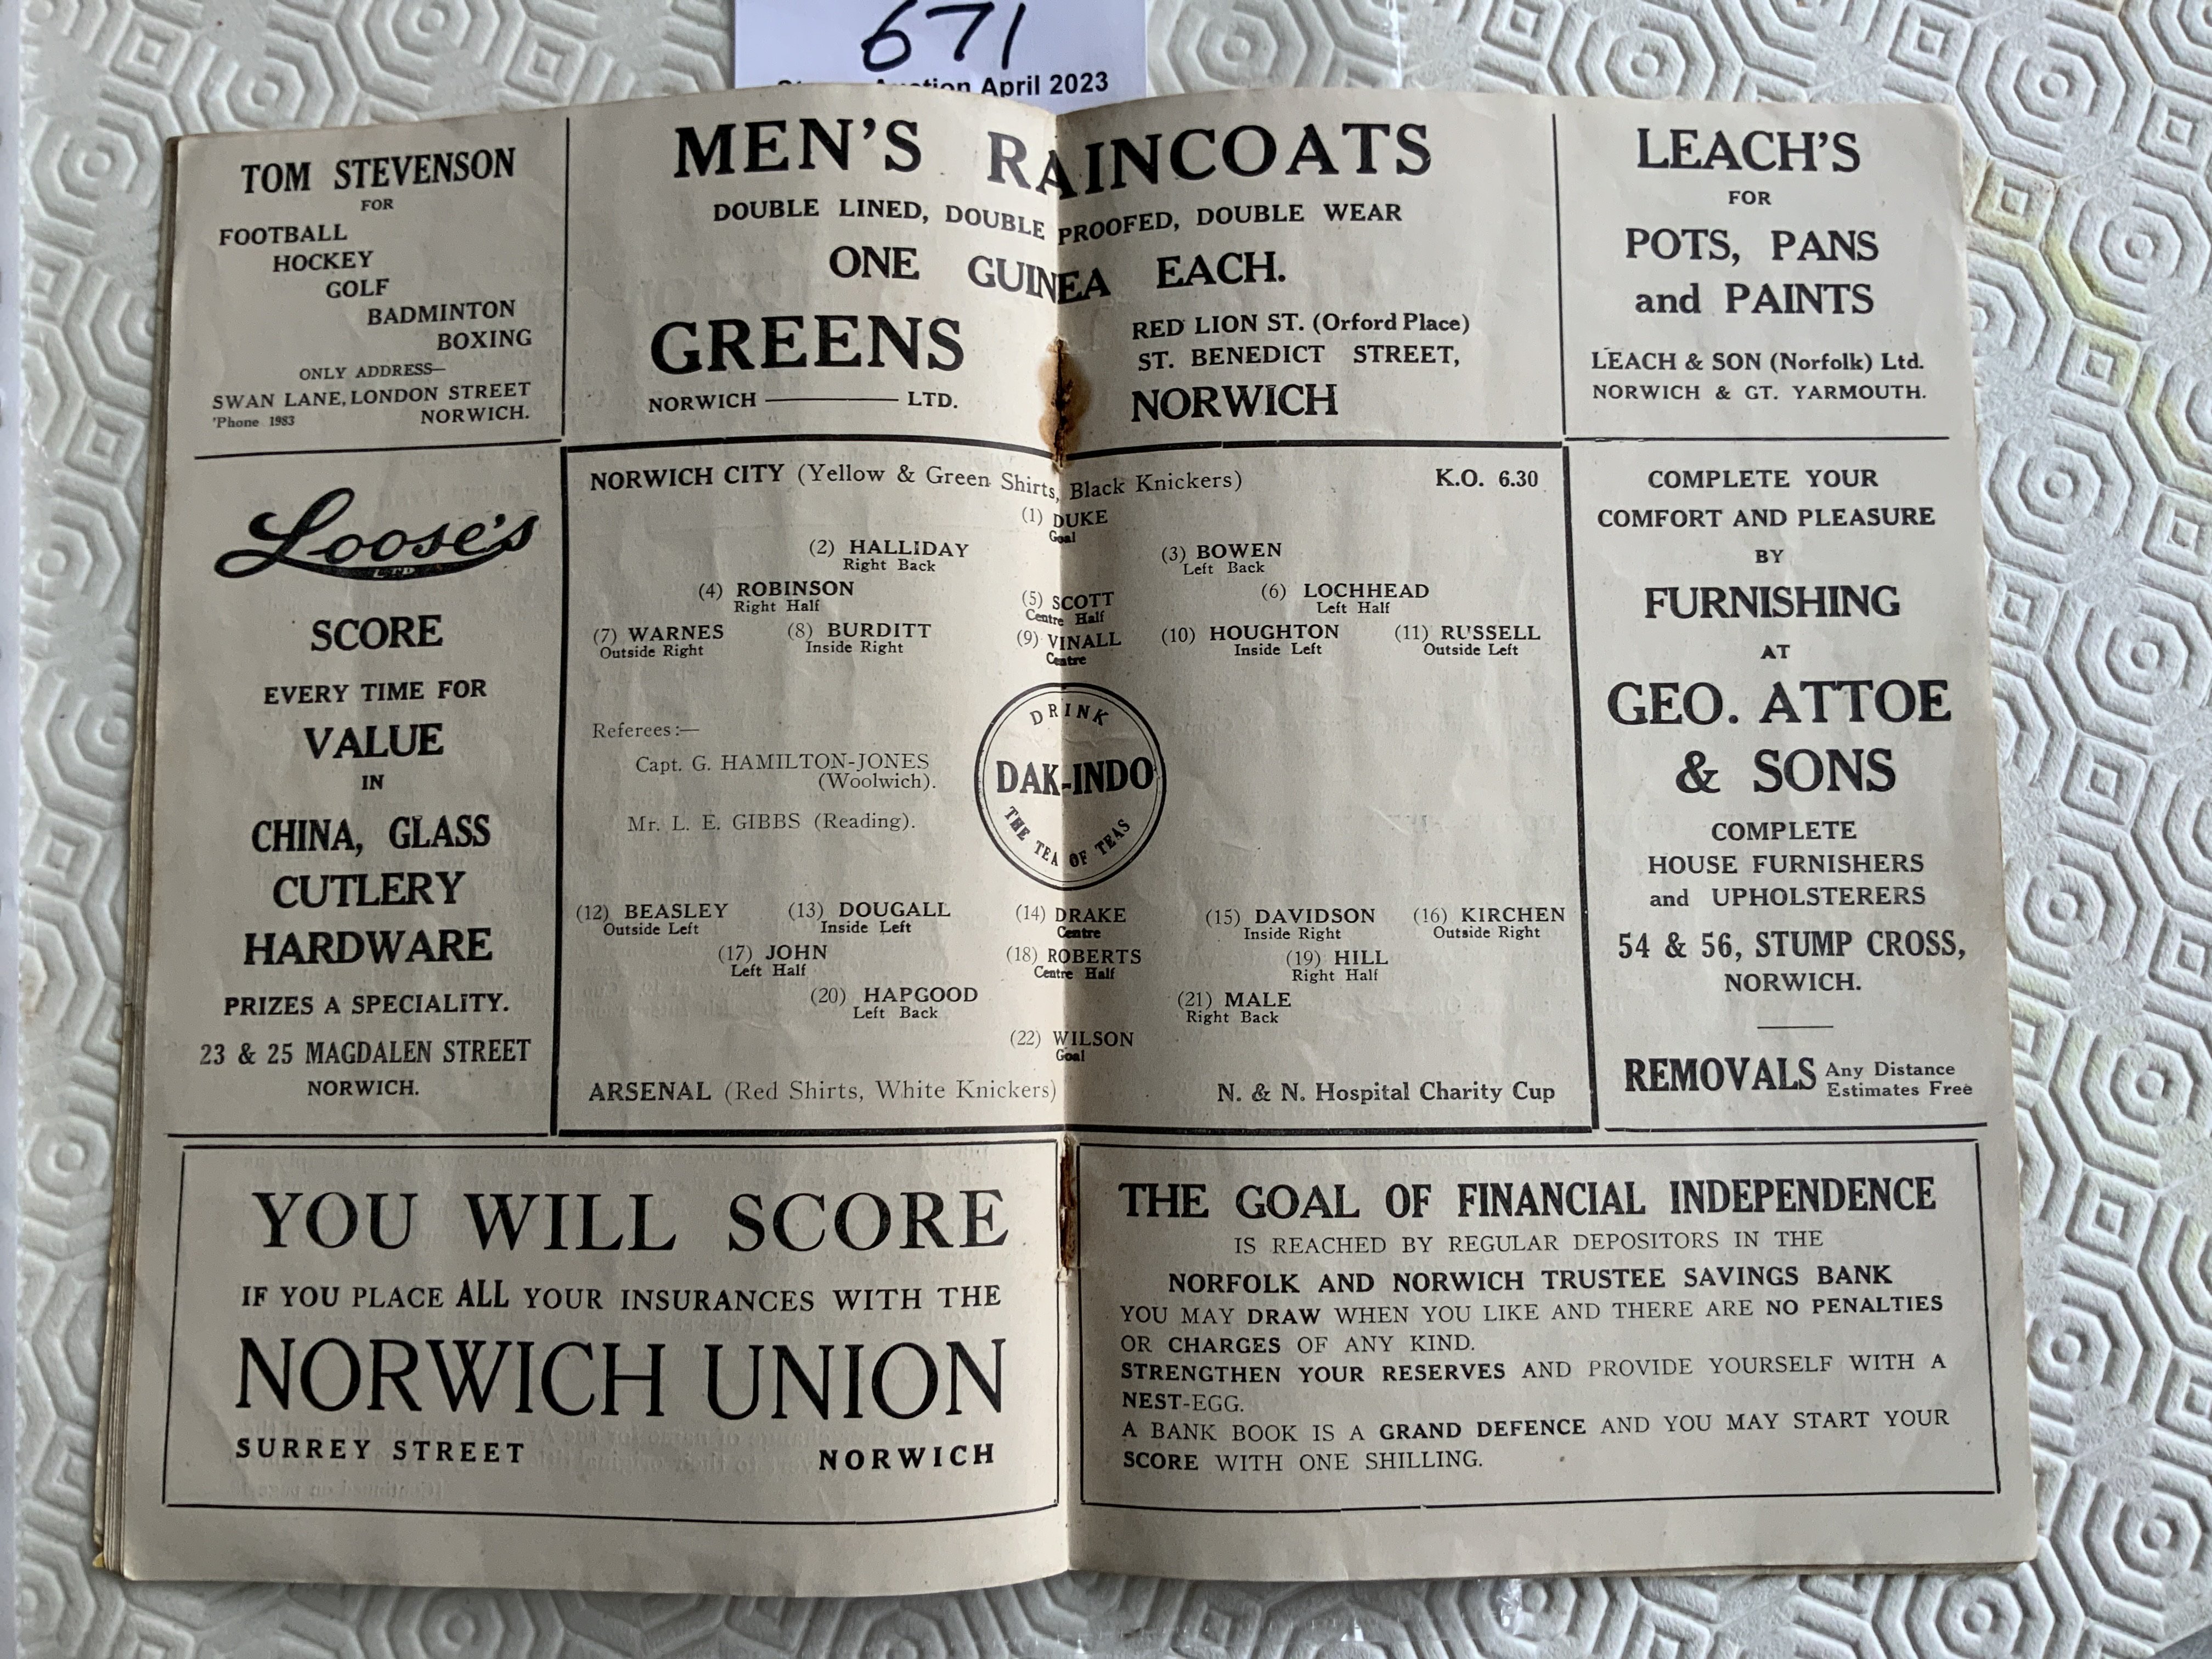 671
Auction April 2023
TOM STEVENSON
FOR
FOOTBALL
HOCKEY
GOLF
BADMINTON
BOXING
ONLY ADDRESS—
SWAN LANE, LONDON STREET
'Phone 1983 NORWICH.
MEN'S RAINCOATS
DOUBLE LINED, DOUBLE PROOFED, DOUBLE WEAR
ONE GUINEA EACH.
GREENS
NORWICH ——— LTD.
RED LION ST. (Orford Place)
ST. BENEDICT STREET,
NORWICH
LEACH'S
FOR
POTS, PANS
and PAINTS
LEACH & SON (Norfolk) Ltd.
NORWICH & GT. YARMOUTH.
Loose's
LTD
SCORE
EVERY TIME FOR
VALUE
IN
CHINA, GLASS
CUTLERY
HARDWARE
PRIZES A SPECIALITY.
23 & 25 MAGDALEN STREET
NORWICH.
NORWICH CITY (Yellow & Green Shirts, Black Knickers) K.O. 6.30
(1) DUKE
Goal
(2) HALLIDAY (3) BOWEN
Right Back Left Back
(4) ROBINSON (5) SCOTT (6) LOCHHEAD
Right Half Centre Half Left Half
(7) WARNES (8) BURDITT (9) VINALL (10) HOUGHTON (11) RUSSELL
Outside Right Inside Right Centre Inside Left Outside Left
Referees:—
Capt. G. HAMILTON-JONES
(Woolwich).
Mr. L. E. GIBBS (Reading).
DRINK
DAK-INDO
THE TEA OF TEAS
(12) BEASLEY (13) DOUGALL (14) DRAKE (15) DAVIDSON (16) KIRCHEN
Outside Left Inside Left Centre Inside Right Outside Right
(17) JOHN (18) ROBERTS (19) HILL
Left Half Centre Half Right Half
(20) HAPGOOD (21) MALE
Left Back Right Back
(22) WILSON
Goal
ARSENAL (Red Shirts, White Knickers) N. & N. Hospital Charity Cup
COMPLETE YOUR
COMFORT AND PLEASURE
BY
FURNISHING
AT
GEO. ATTOE
& SONS
COMPLETE
HOUSE FURNISHERS
and UPHOLSTERERS
54 & 56, STUMP CROSS,
NORWICH.
REMOVALS Any Distance
Estimates Free
YOU WILL SCORE
IF YOU PLACE ALL YOUR INSURANCES WITH THE
NORWICH UNION
SURREY STREET NORWICH
THE GOAL OF FINANCIAL INDEPENDENCE
IS REACHED BY REGULAR DEPOSITORS IN THE
NORFOLK AND NORWICH TRUSTEE SAVINGS BANK
YOU MAY DRAW WHEN YOU LIKE AND THERE ARE NO PENALTIES
OR CHARGES OF ANY KIND.
STRENGTHEN YOUR RESERVES AND PROVIDE YOURSELF WITH A
NEST-EGG.
A BANK BOOK IS A GRAND DEFENCE AND YOU MAY START YOUR
SCORE WITH ONE SHILLING.